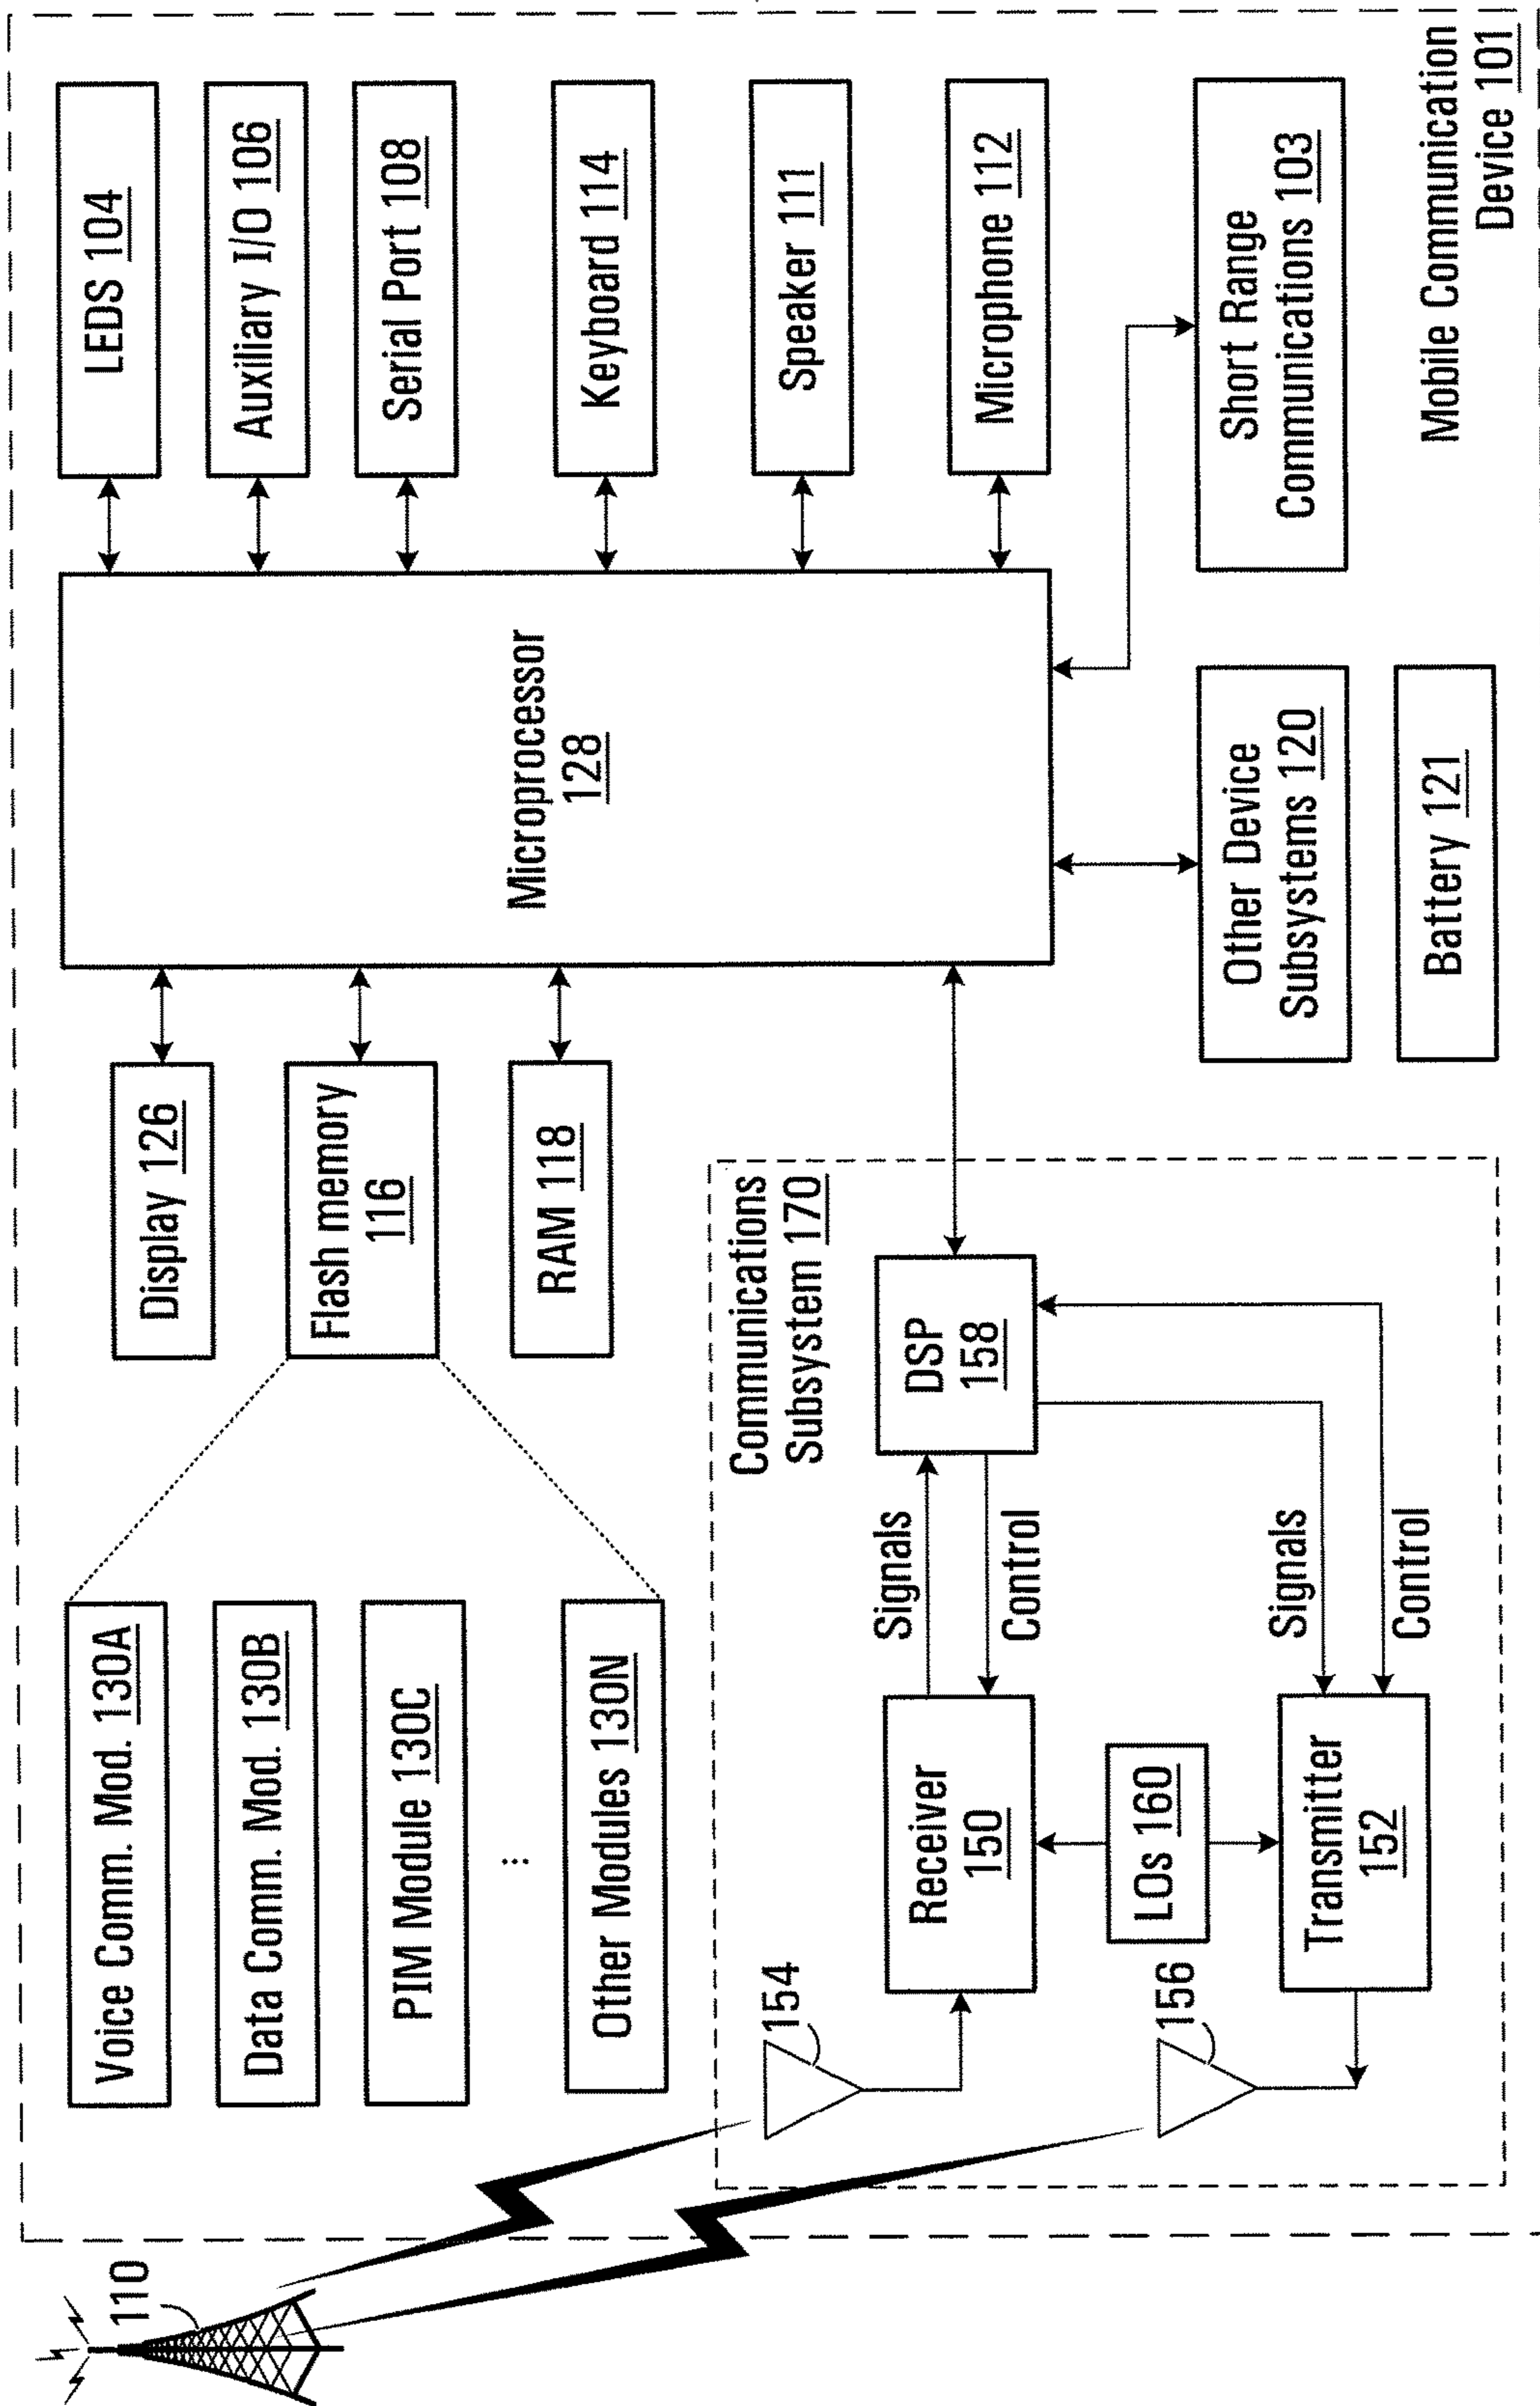 110
Voice Comm. Mod. 130A
Data Comm. Mod. 130B
PIM Module 130C
⋮
Other Modules 130N
Display 126
Flash memory
116
RAM 118
Microprocessor
128
LEDS 104
Auxiliary I/O 106
Serial Port 108
Keyboard 114
Speaker 111
Microphone 112
Communications
Subsystem 170
154
Receiver
150
Signals
Control
DSP
158
LOs 160
156
Transmitter
152
Signals
Control
Other Device
Subsystems 120
Battery 121
Short Range
Communications 103
Mobile Communication
Device 101